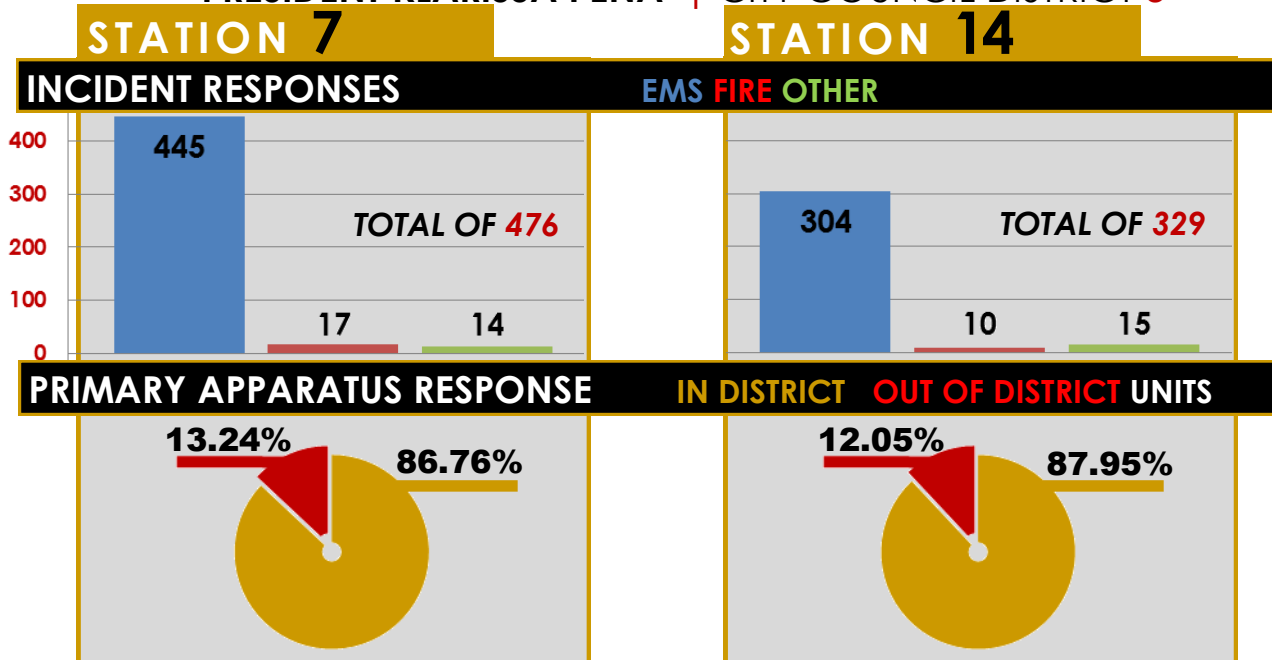 STATION 7
STATION 14
INCIDENT RESPONSES EMS FIRE OTHER
400
300
200
100
0
445
17
14
TOTAL OF 476
304
10
15
TOTAL OF 329
PRIMARY APPARATUS RESPONSE IN DISTRICT OUT OF DISTRICT UNITS
13.24%
86.76%
12.05%
87.95%